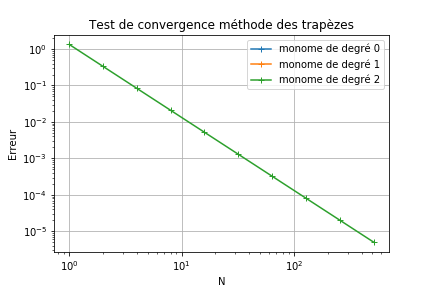 Test de convergence méthode des trapèzes
monome de degré 0
monome de degré 1
monome de degré 2
Erreur
10⁰
10⁻¹
10⁻²
10⁻³
10⁻⁴
10⁻⁵
10⁰ 10¹ 10²
N